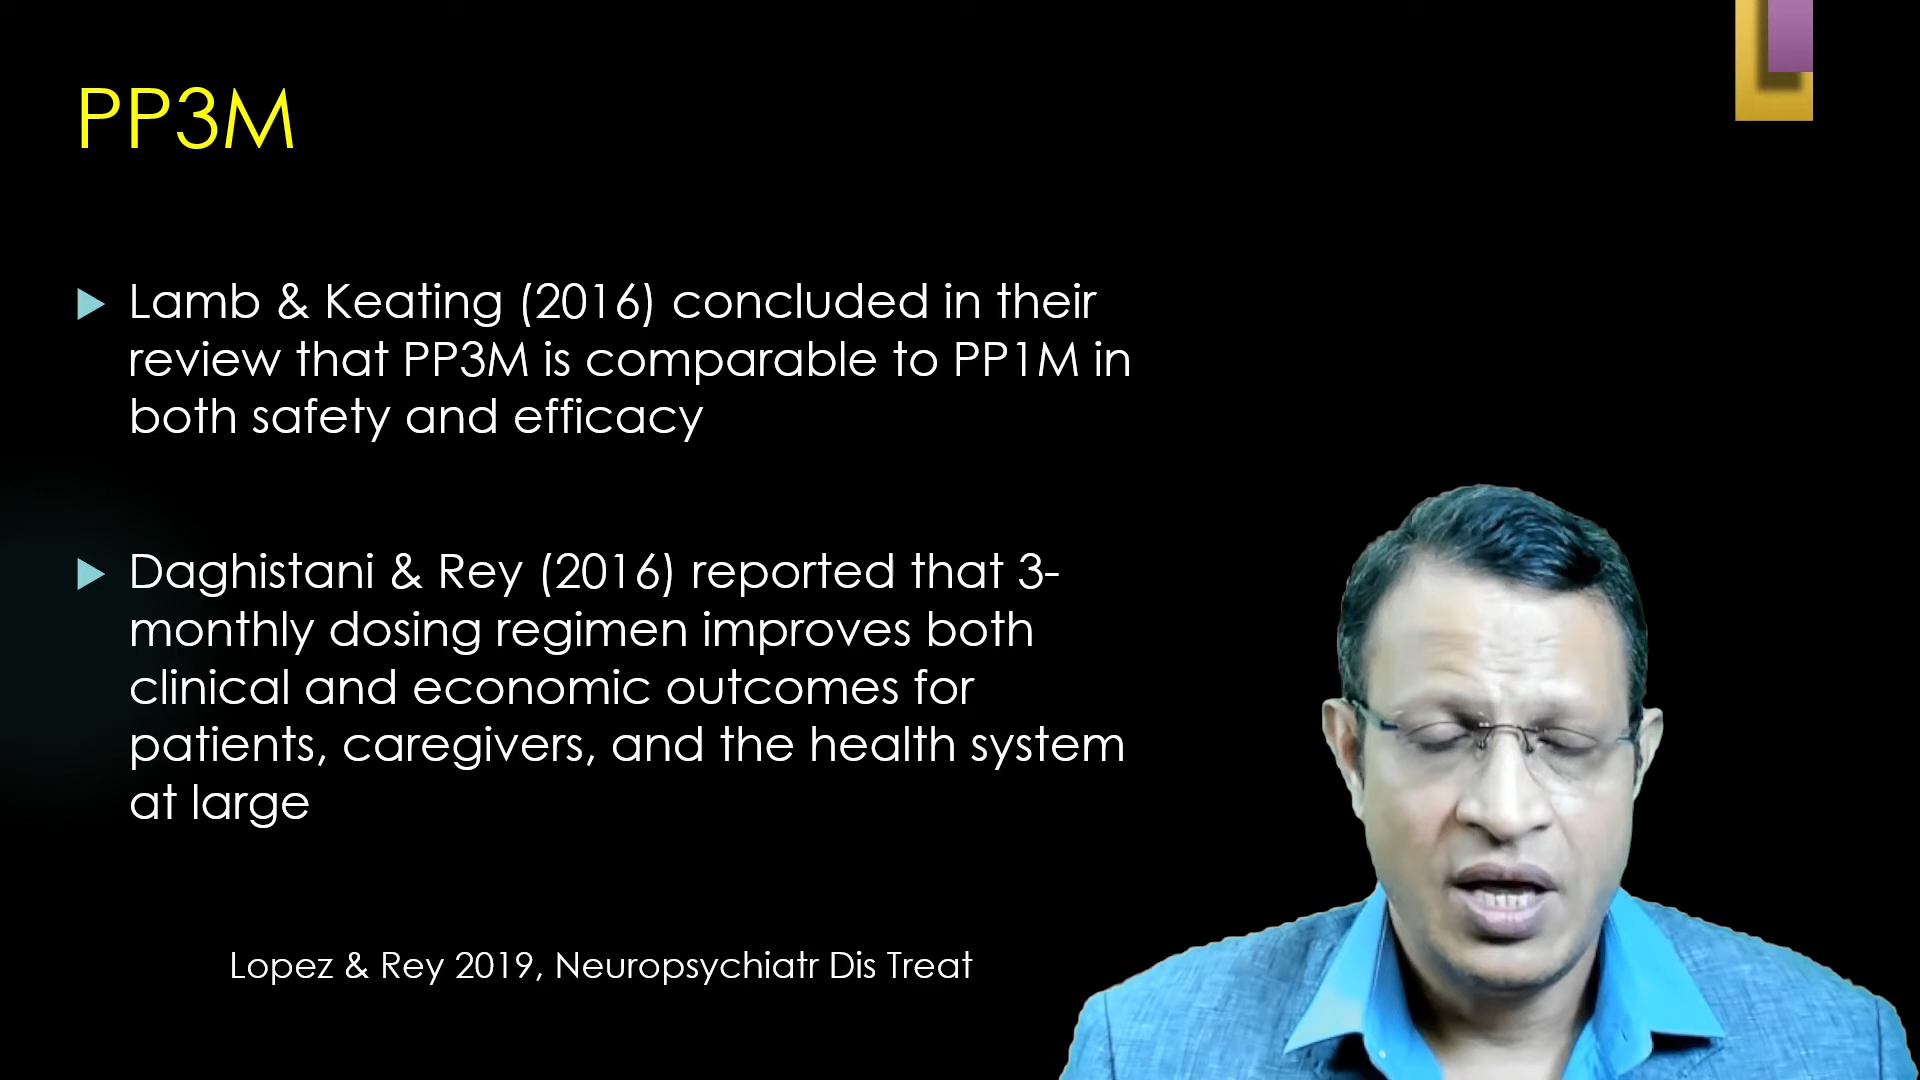 PP3M
Lamb & Keating (2016) concluded in their
review that PP3M is comparable to PP1M in
both safety and efficacy
Daghistani & Rey (2016) reported that 3-
monthly dosing regimen improves both
clinical and economic outcomes for
patients, caregivers, and the health system
at large
Lopez & Rey 2019, Neuropsychiatr Dis Treat